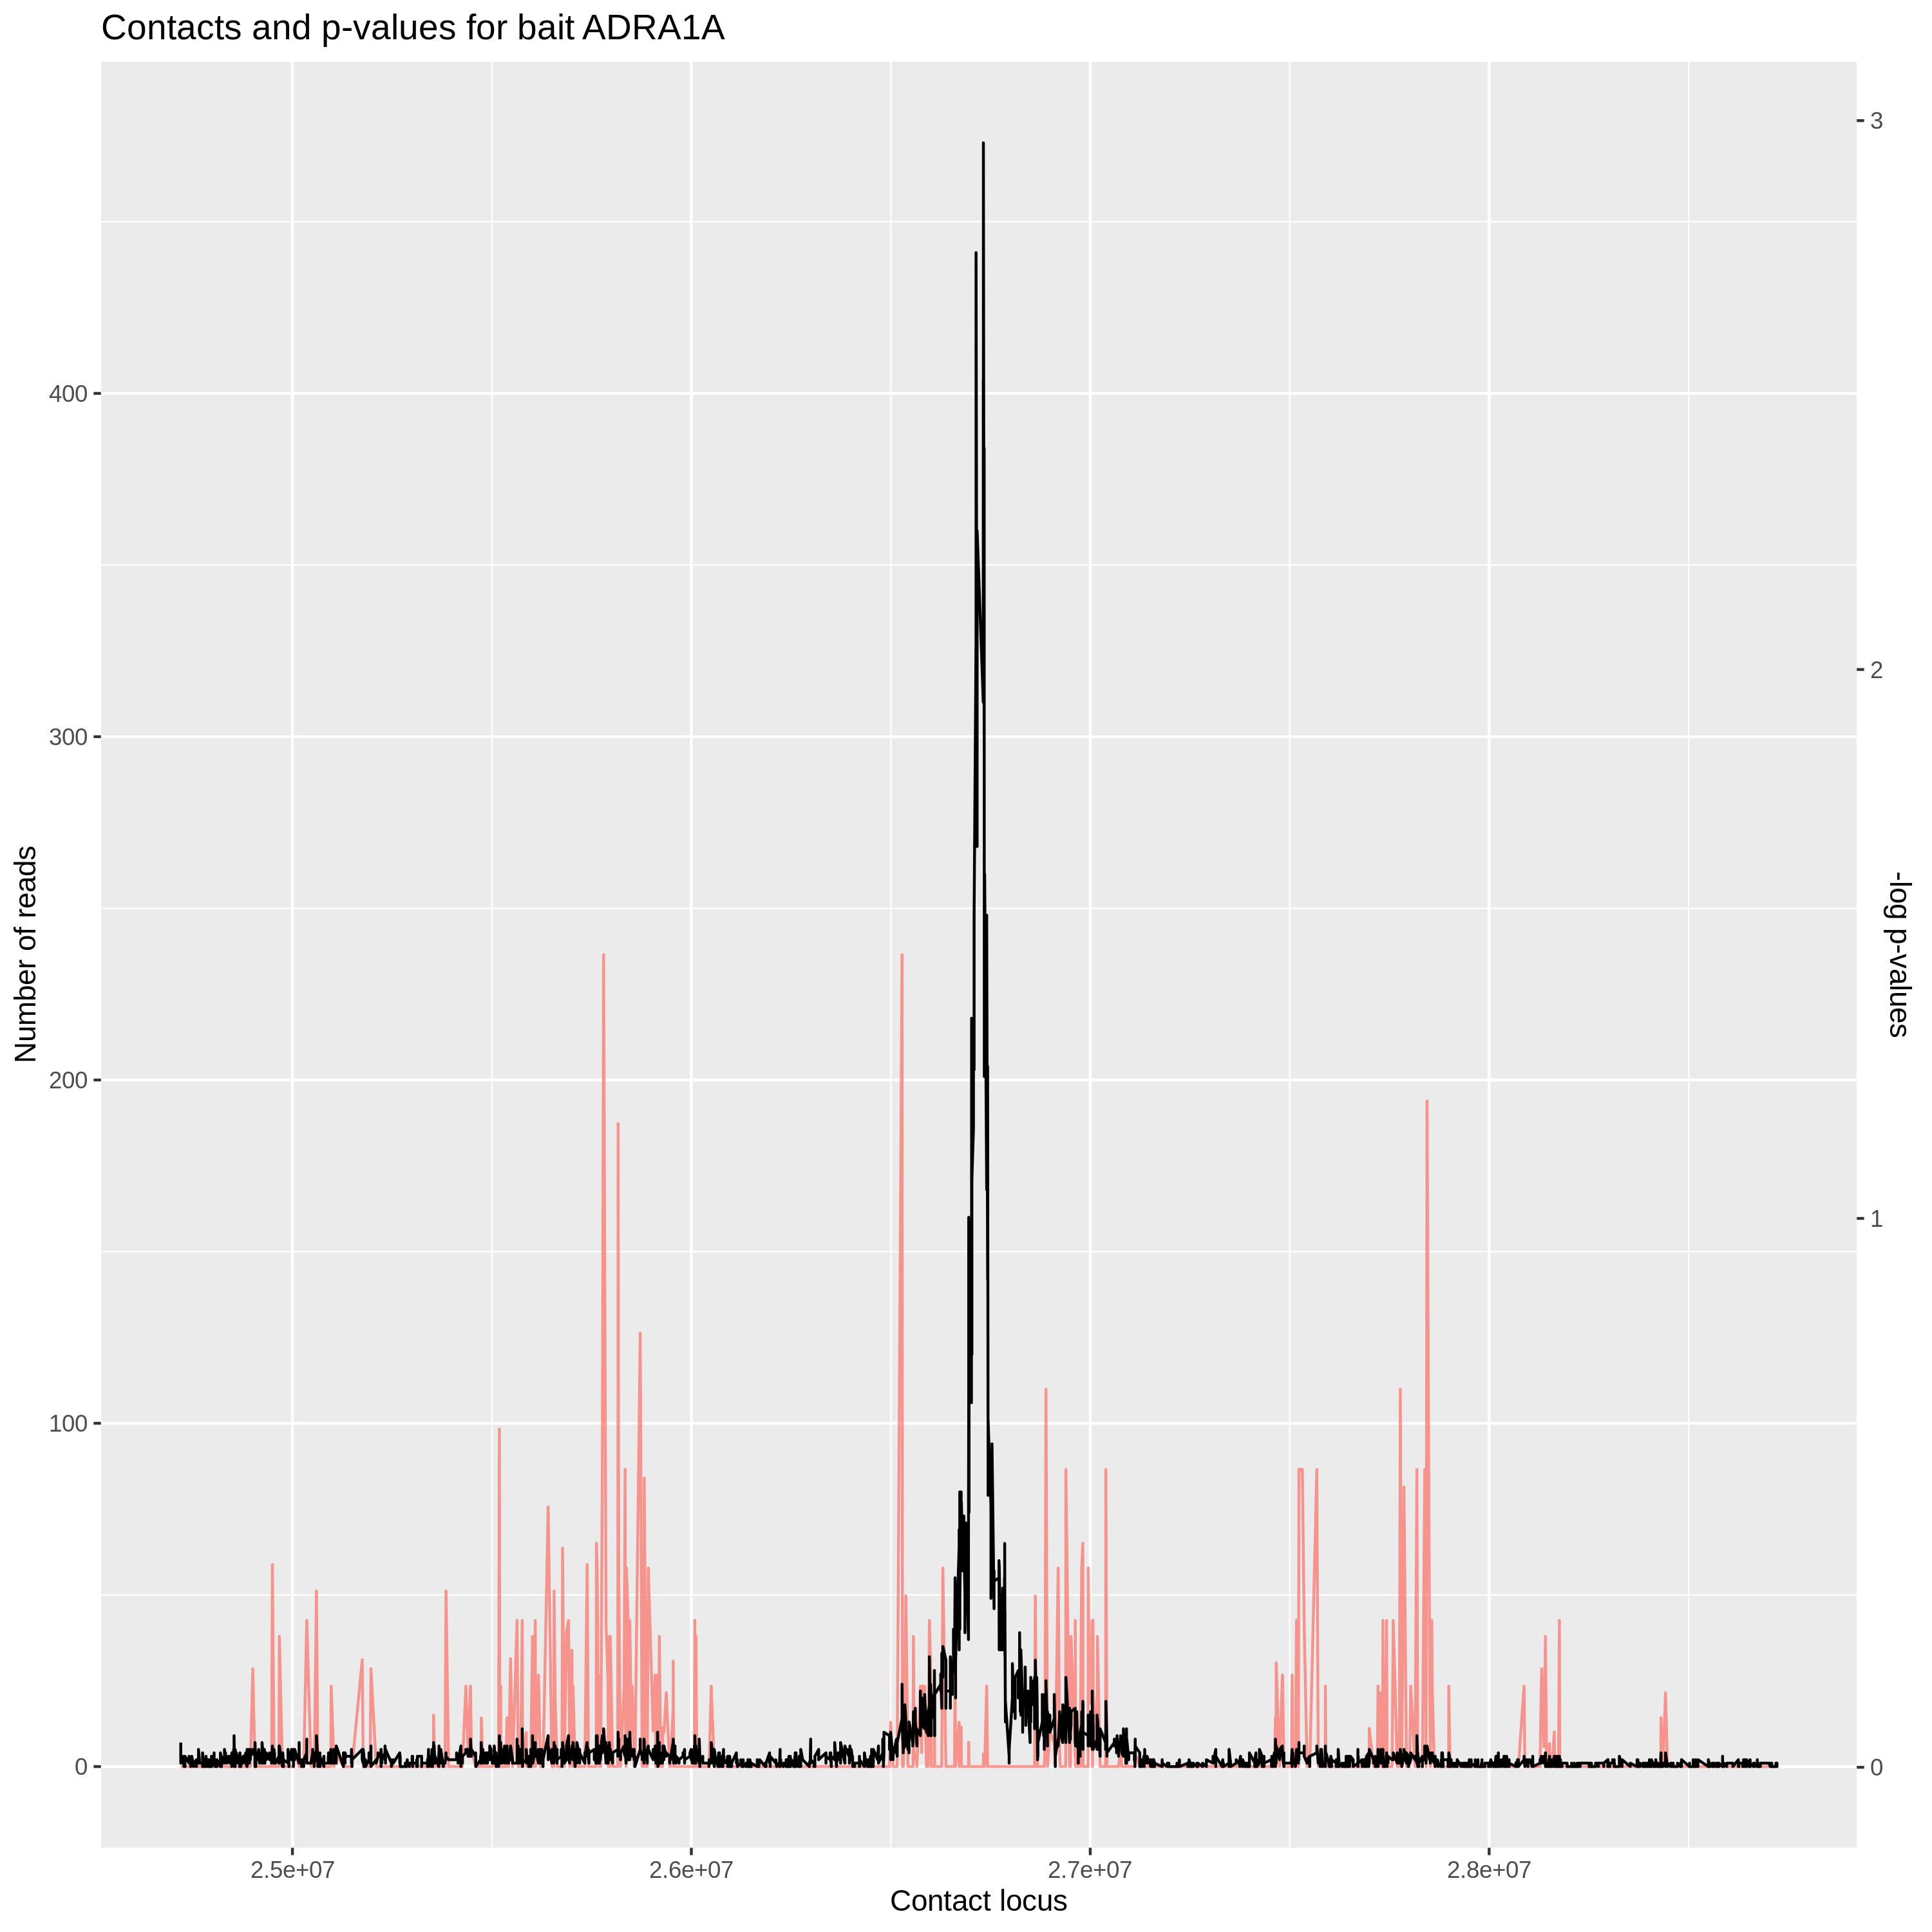 Contacts and p-values for bait ADRA1A
3
400
2
300
Number of reads
-log p-values
200
1
100
0
0
2.5e+07
2.6e+07
2.7e+07
2.8e+07
Contact locus